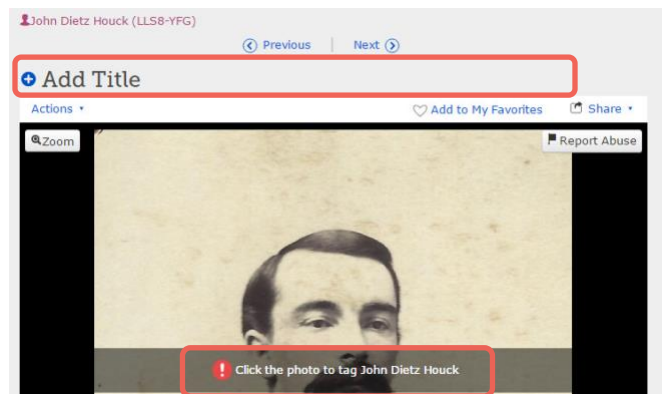 John Dietz Houck (LLS8-YFG)
Previous Next
Add Title
Actions Add to My Favorites Share
Zoom Report Abuse
! Click the photo to tag John Dietz Houck